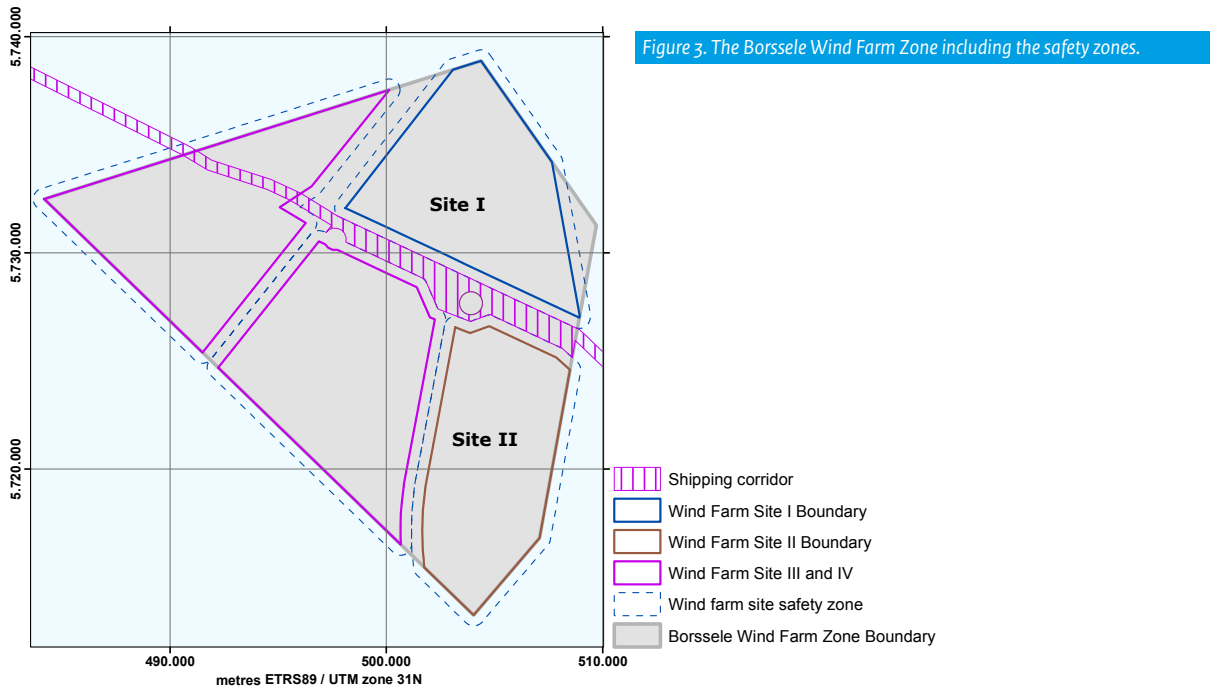 Figure 3. The Borssele Wind Farm Zone including the safety zones.
5.740.000
5.730.000
5.720.000
Site I
Site II
490.000
500.000
510.000
metres ETRS89 / UTM zone 31N
Shipping corridor
Wind Farm Site I Boundary
Wind Farm Site II Boundary
Wind Farm Site III and IV
Wind farm site safety zone
Borssele Wind Farm Zone Boundary